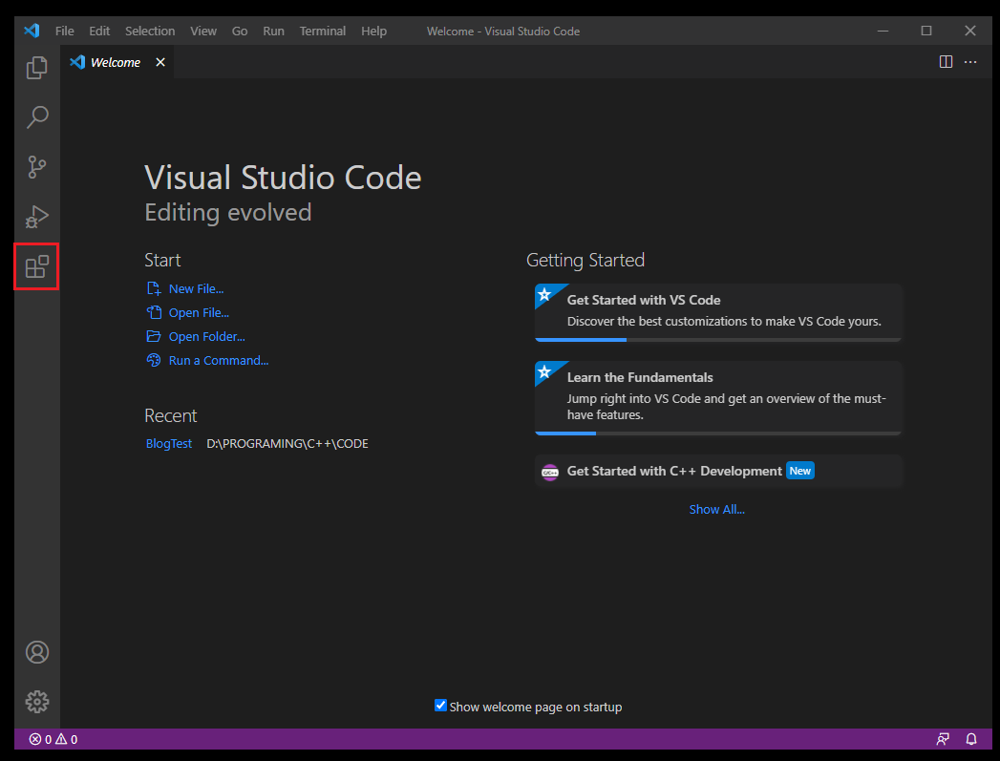 File Edit Selection View Go Run Terminal Help Welcome - Visual Studio Code
Welcome
Visual Studio Code
Editing evolved
Start
New File...
Open File...
Open Folder...
Run a Command...
Recent
BlogTest D:\PROGRAMING\C++\CODE
Getting Started
Get Started with VS Code
Discover the best customizations to make VS Code yours.
Learn the Fundamentals
Jump right into VS Code and get an overview of the must-
have features.
C/C++
Get Started with C++ Development New
Show All...
Show welcome page on startup
0 0